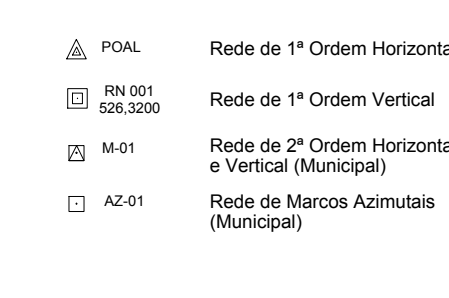 POAL Rede de 1ª Ordem Horizonta
RN 001
526,3200 Rede de 1ª Ordem Vertical
M-01 Rede de 2ª Ordem Horizonta
e Vertical (Municipal)
AZ-01 Rede de Marcos Azimutais
(Municipal)